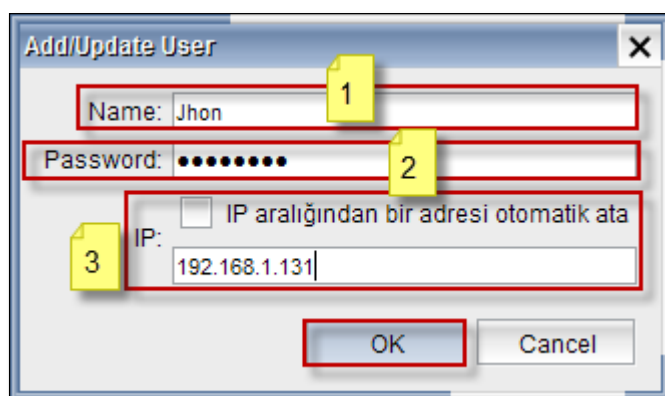 Add/Update User
1
Name: Jhon
Password: ●●●●●●●●
2
IP aralığından bir adresi otomatik ata
IP:
3
192.168.1.131
OK Cancel